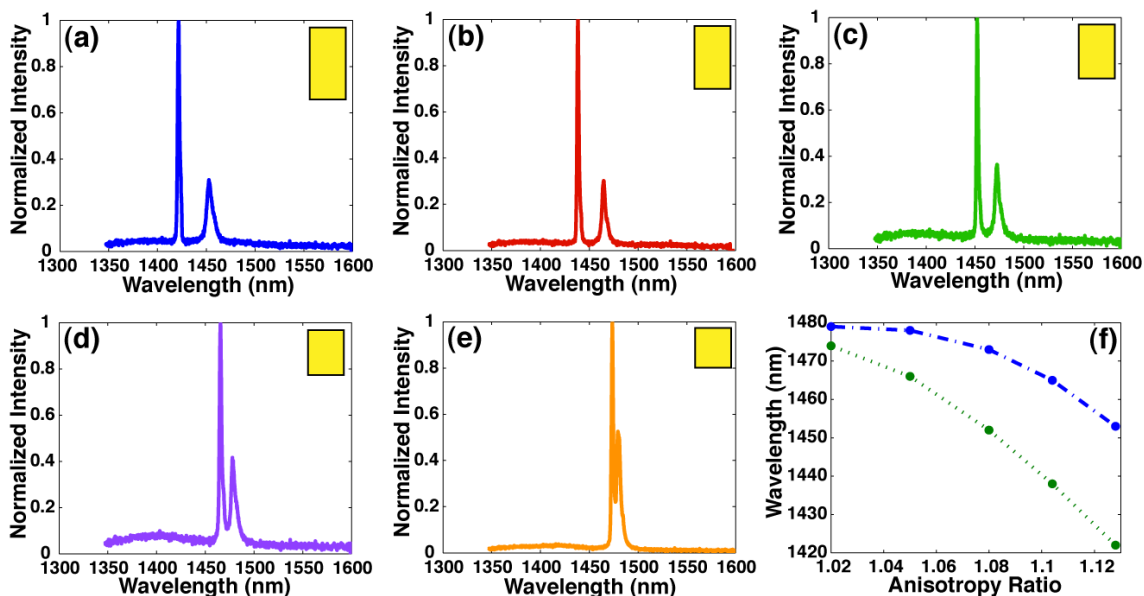 (a)
Normalized Intensity
1
0.8
0.6
0.4
0.2
0
1300 1350 1400 1450 1500 1550 1600
Wavelength (nm)
(b)
Normalized Intensity
1
0.8
0.6
0.4
0.2
0
1300 1350 1400 1450 1500 1550 1600
Wavelength (nm)
(c)
Normalized Intensity
1
0.8
0.6
0.4
0.2
0
1300 1350 1400 1450 1500 1550 1600
Wavelength (nm)
(d)
Normalized Intensity
1
0.8
0.6
0.4
0.2
0
1300 1350 1400 1450 1500 1550 1600
Wavelength (nm)
(e)
Normalized Intensity
1
0.8
0.6
0.4
0.2
0
1300 1350 1400 1450 1500 1550 1600
Wavelength (nm)
(f)
Wavelength (nm)
1480
1470
1460
1450
1440
1430
1420
1.02 1.04 1.06 1.08 1.1 1.12
Anisotropy Ratio